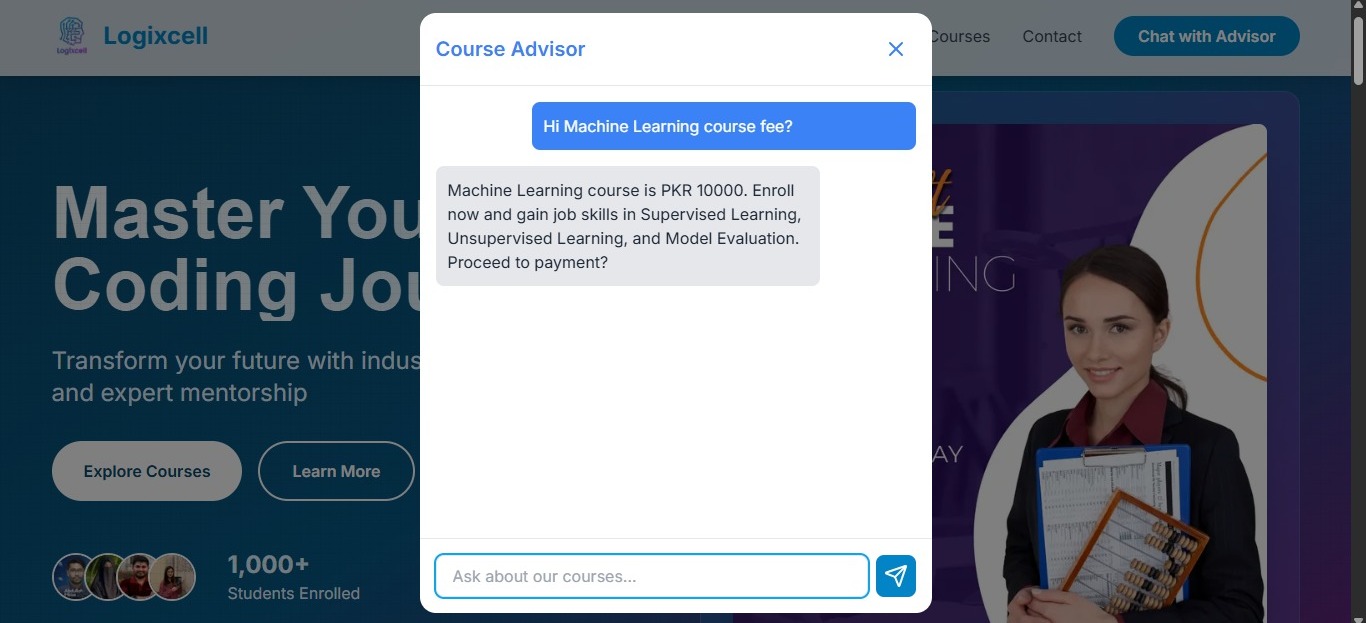 Logixcell
Logixcell
Courses
Contact
Chat with Advisor
Course Advisor
Hi Machine Learning course fee?
Machine Learning course is PKR 10000. Enroll
now and gain job skills in Supervised Learning,
Unsupervised Learning, and Model Evaluation.
Proceed to payment?
Ask about our courses...
Master You
Coding Jou
Transform your future with indus
and expert mentorship
Explore Courses
Learn More
1,000+
Students Enrolled